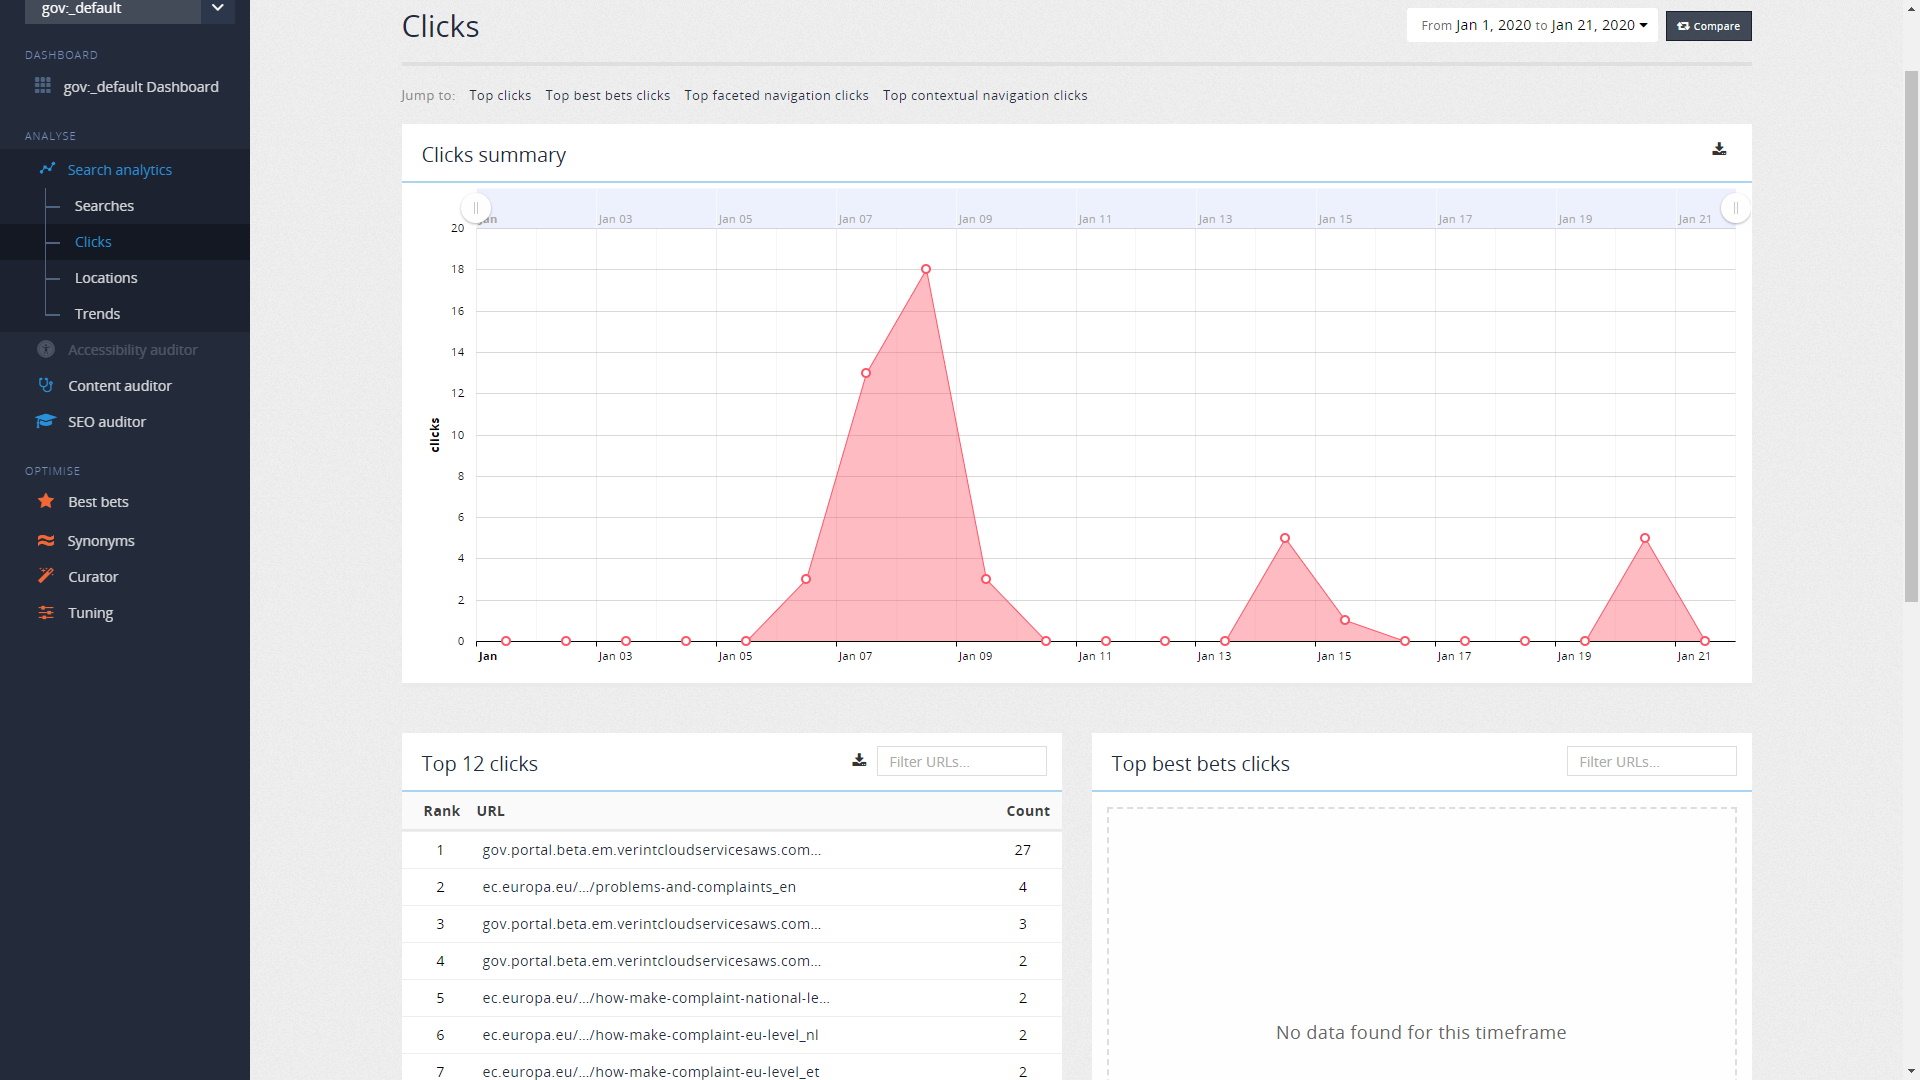 gov:_default
DASHBOARD
gov:_default Dashboard
ANALYSE
Search analytics
Searches
Clicks
Locations
Trends
Accessibility auditor
Content auditor
SEO auditor
OPTIMISE
Best bets
Synonyms
Curator
Tuning
Clicks
From Jan 1, 2020 to Jan 21, 2020
Compare
Jump to: Top clicks Top best bets clicks Top faceted navigation clicks Top contextual navigation clicks
Clicks summary
Jan 03 Jan 05 Jan 07 Jan 09 Jan 11 Jan 13 Jan 15 Jan 17 Jan 19 Jan 21
20
18
16
14
12
10
8
6
4
2
0
clicks
Jan Jan 03 Jan 05 Jan 07 Jan 09 Jan 11 Jan 13 Jan 15 Jan 17 Jan 19 Jan 21
Top 12 clicks
Filter URLs...
Rank URL Count
1 gov.portal.beta.em.verintcloudservicesaws.com... 27
2 ec.europa.eu/.../problems-and-complaints_en 4
3 gov.portal.beta.em.verintcloudservicesaws.com... 3
4 gov.portal.beta.em.verintcloudservicesaws.com... 2
5 ec.europa.eu/.../how-make-complaint-national-le... 2
6 ec.europa.eu/.../how-make-complaint-eu-level_nl 2
7 ec.europa.eu/.../how-make-complaint-eu-level_et 2
Top best bets clicks
Filter URLs...
No data found for this timeframe